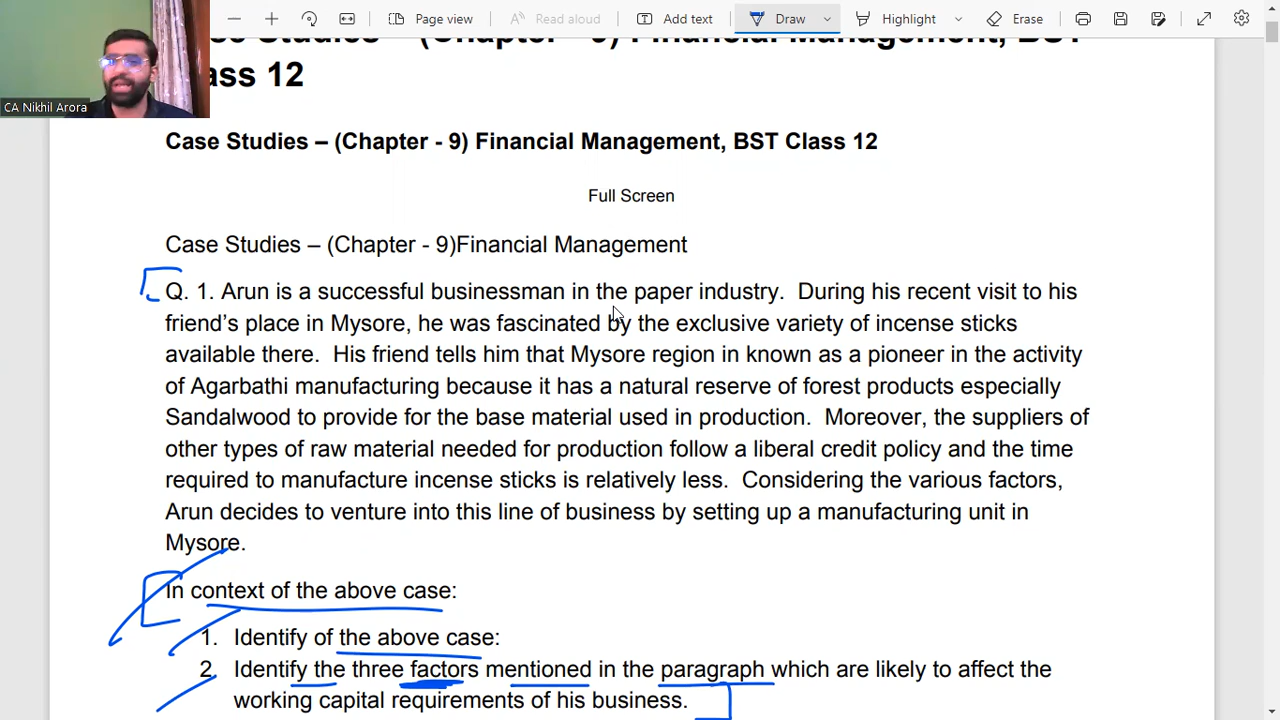 Page view
Read aloud
Add text
Draw
Highlight
Erase
Case Studies – (Chapter - 9) Financial Management, BST
Class 12
CA Nikhil Arora
Case Studies – (Chapter - 9) Financial Management, BST Class 12
Full Screen
Case Studies – (Chapter - 9)Financial Management
Q. 1. Arun is a successful businessman in the paper industry.  During his recent visit to his
friend’s place in Mysore, he was fascinated by the exclusive variety of incense sticks
available there.  His friend tells him that Mysore region in known as a pioneer in the activity
of Agarbathi manufacturing because it has a natural reserve of forest products especially
Sandalwood to provide for the base material used in production.  Moreover, the suppliers of
other types of raw material needed for production follow a liberal credit policy and the time
required to manufacture incense sticks is relatively less.  Considering the various factors,
Arun decides to venture into this line of business by setting up a manufacturing unit in
Mysore.
In context of the above case:
1. Identify of the above case:
2. Identify the three factors mentioned in the paragraph which are likely to affect the
working capital requirements of his business.